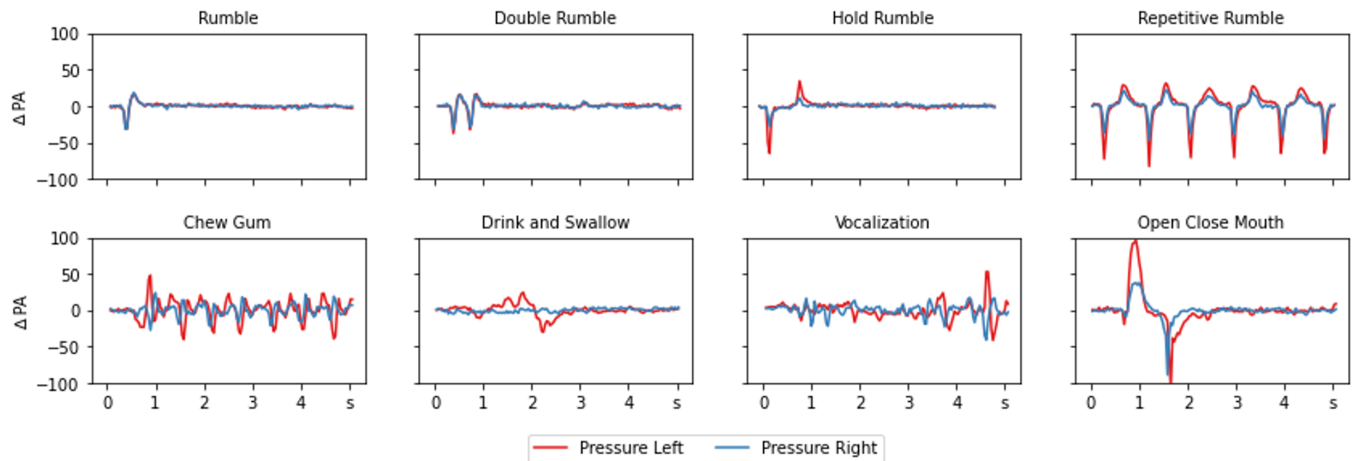 Rumble Double Rumble Hold Rumble Repetitive Rumble
100
50
0
−50
−100
Δ PA
Chew Gum Drink and Swallow Vocalization Open Close Mouth
100
50
0
−50
−100
Δ PA
0 1 2 3 4 s 0 1 2 3 4 s 0 1 2 3 4 s 0 1 2 3 4 s
Pressure Left Pressure Right